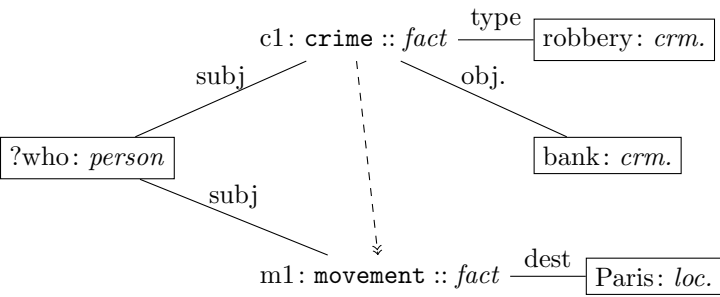 type
c1: crime :: fact
robbery: crm.
subj
obj.
?who: person
bank: crm.
subj
dest
m1: movement :: fact
Paris: loc.